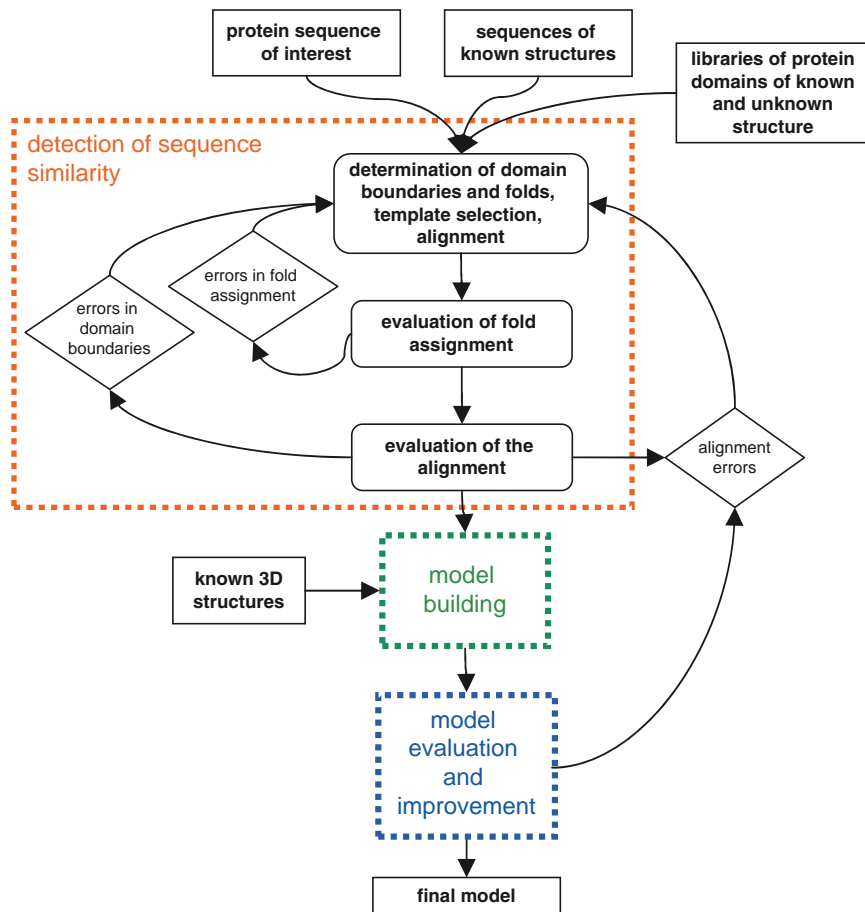 protein sequence
of interest
sequences of
known structures
libraries of protein
domains of known
and unknown
structure
detection of sequence
similarity
determination of domain
boundaries and folds,
template selection,
alignment
errors in fold
assignment
errors in
domain
boundaries
evaluation of fold
assignment
evaluation of the
alignment
alignment
errors
known 3D
structures
model
building
model
evaluation
and
improvement
final model